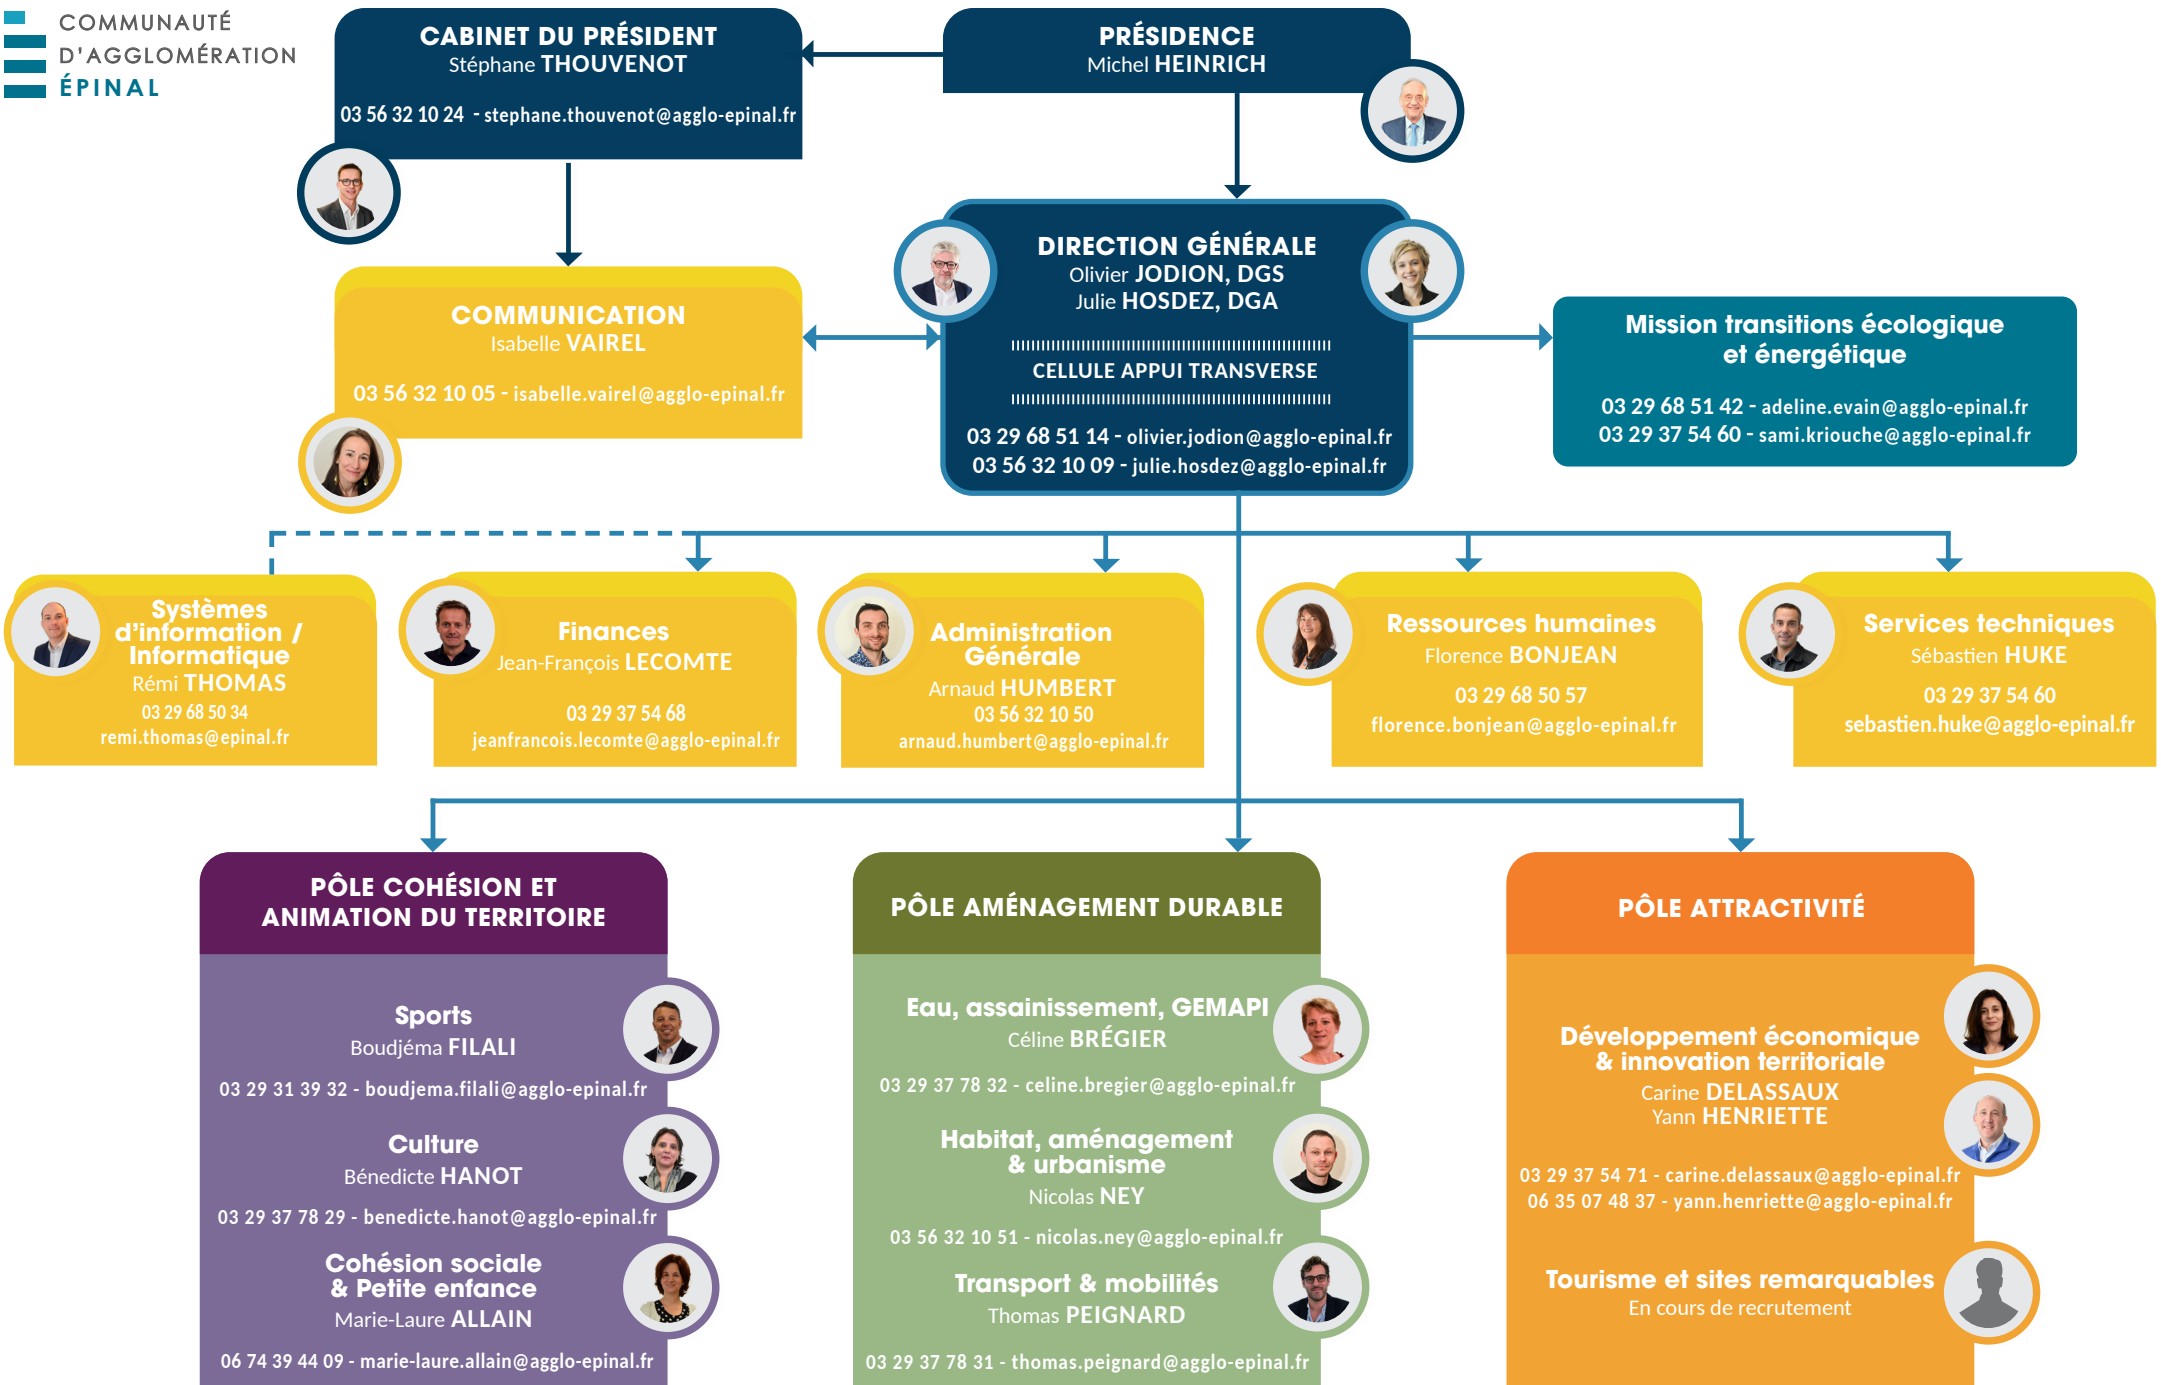 COMMUNAUTÉ
D'AGGLOMÉRATION
ÉPINAL
CABINET DU PRÉSIDENT
Stéphane THOUVENOT
03 56 32 10 24 - stephane.thouvenot@agglo-epinal.fr
PRÉSIDENCE
Michel HEINRICH
COMMUNICATION
Isabelle VAIREL
03 56 32 10 05 - isabelle.vairel@agglo-epinal.fr
DIRECTION GÉNÉRALE
Olivier JODION, DGS
Julie HOSDEZ, DGA
CELLULE APPUI TRANSVERSE
03 29 68 51 14 - olivier.jodion@agglo-epinal.fr
03 56 32 10 09 - julie.hosdez@agglo-epinal.fr
Mission transitions écologique
et énergétique
03 29 68 51 42 - adeline.evain@agglo-epinal.fr
03 29 37 54 60 - sami.kriouche@agglo-epinal.fr
Systèmes
d'information /
Informatique
Rémi THOMAS
03 29 68 50 34
remi.thomas@epinal.fr
Finances
Jean-François LECOMTE
03 29 37 54 68
jeanfrancois.lecomte@agglo-epinal.fr
Administration
Générale
Arnaud HUMBERT
03 56 32 10 50
arnaud.humbert@agglo-epinal.fr
Ressources humaines
Florence BONJEAN
03 29 68 50 57
florence.bonjean@agglo-epinal.fr
Services techniques
Sébastien HUKE
03 29 37 54 60
sebastien.huke@agglo-epinal.fr
PÔLE COHÉSION ET
ANIMATION DU TERRITOIRE
Sports
Boudjéma FILALI
03 29 31 39 32 - boudjema.filali@agglo-epinal.fr
Culture
Bénedicte HANOT
03 29 37 78 29 - benedicte.hanot@agglo-epinal.fr
Cohésion sociale
& Petite enfance
Marie-Laure ALLAIN
06 74 39 44 09 - marie-laure.allain@agglo-epinal.fr
PÔLE AMÉNAGEMENT DURABLE
Eau, assainissement, GEMAPI
Céline BRÉGIER
03 29 37 78 32 - celine.bregier@agglo-epinal.fr
Habitat, aménagement
& urbanisme
Nicolas NEY
03 56 32 10 51 - nicolas.ney@agglo-epinal.fr
Transport & mobilités
Thomas PEIGNARD
03 29 37 78 31 - thomas.peignard@agglo-epinal.fr
PÔLE ATTRACTIVITÉ
Développement économique
& innovation territoriale
Carine DELASSAUX
Yann HENRIETTE
03 29 37 54 71 - carine.delassaux@agglo-epinal.fr
06 35 07 48 37 - yann.henriette@agglo-epinal.fr
Tourisme et sites remarquables
En cours de recrutement